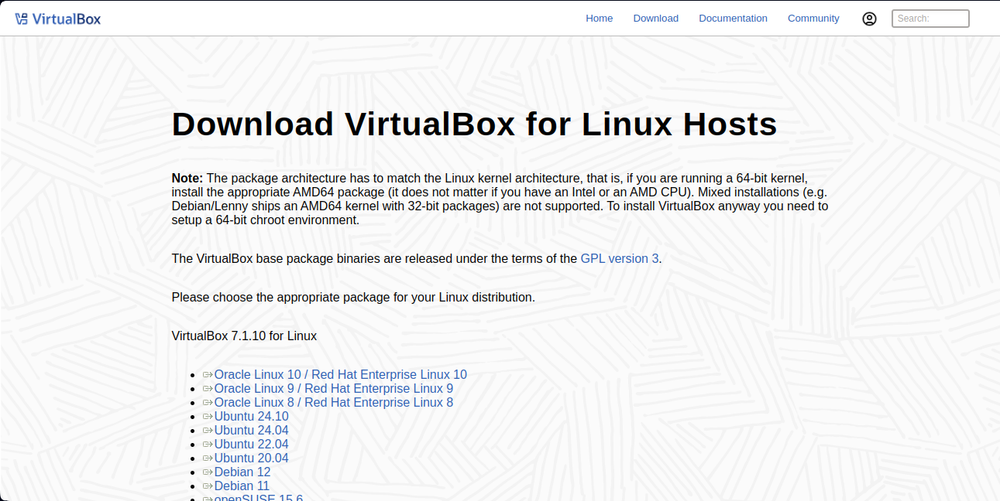 VirtualBox
Home Download Documentation Community Search:
Download VirtualBox for Linux Hosts
Note: The package architecture has to match the Linux kernel architecture, that is, if you are running a 64-bit kernel,
install the appropriate AMD64 package (it does not matter if you have an Intel or an AMD CPU). Mixed installations (e.g.
Debian/Lenny ships an AMD64 kernel with 32-bit packages) are not supported. To install VirtualBox anyway you need to
setup a 64-bit chroot environment.
The VirtualBox base package binaries are released under the terms of the GPL version 3.
Please choose the appropriate package for your Linux distribution.
VirtualBox 7.1.10 for Linux
Oracle Linux 10 / Red Hat Enterprise Linux 10
Oracle Linux 9 / Red Hat Enterprise Linux 9
Oracle Linux 8 / Red Hat Enterprise Linux 8
Ubuntu 24.10
Ubuntu 24.04
Ubuntu 22.04
Ubuntu 20.04
Debian 12
Debian 11
openSUSE 15.6